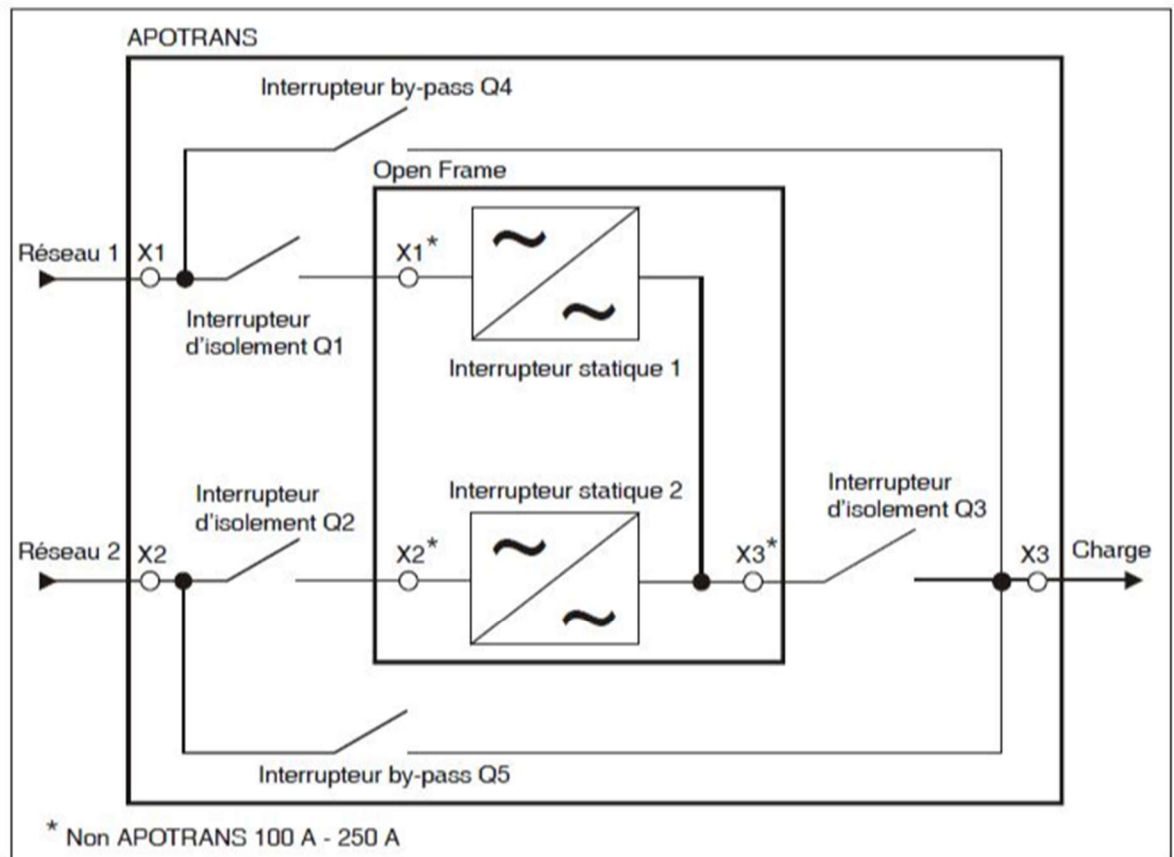 APOTRANS
Interrupteur by-pass Q4
Open Frame
Réseau 1
X1
X1*
Interrupteur
d'isolement Q1
Interrupteur statique 1
Interrupteur
d'isolement Q2
Interrupteur statique 2
Interrupteur
d'isolement Q3
Réseau 2
X2
X2*
X3*
X3
Charge
Interrupteur by-pass Q5
* Non APOTRANS 100 A - 250 A